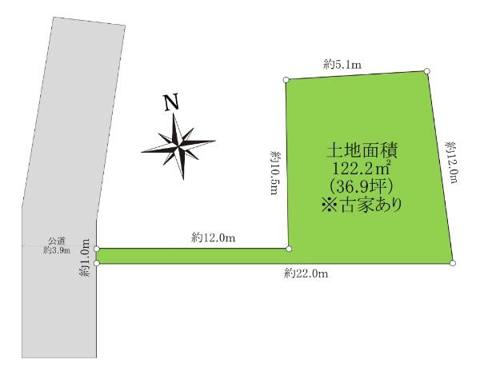 約5.1m
N
土地面積
122.2㎡
(36.9坪)
※古家あり
約10.5m
約12.0m
約12.0m
公道
約3.9m
約1.0m
約22.0m